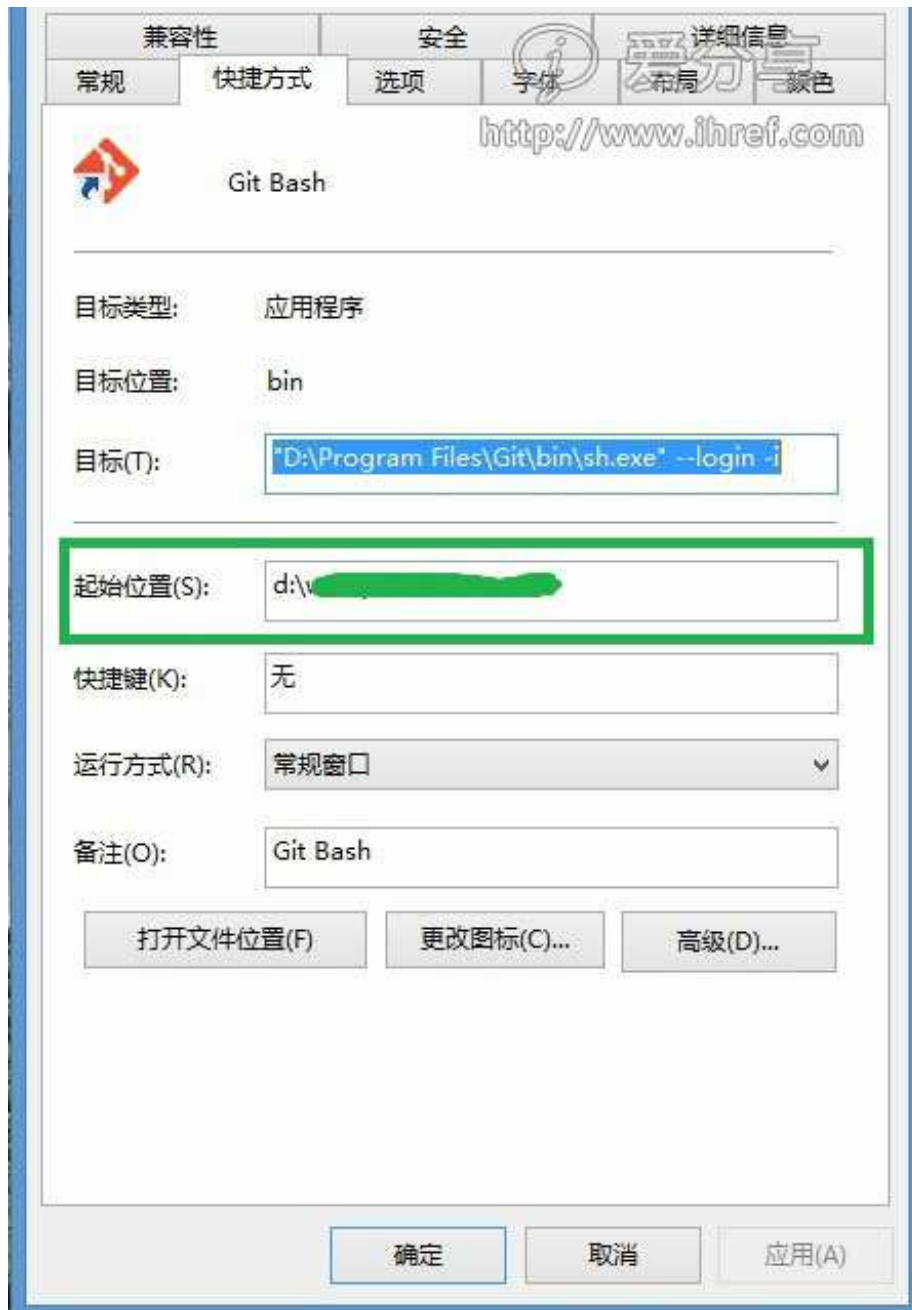 兼容性 安全 详细信息
常规 快捷方式 选项 字体 布局 颜色
爱分享
http://www.ihref.com
Git Bash
目标类型: 应用程序
目标位置: bin
目标(T): "D:\Program Files\Git\bin\sh.exe" --login -i
起始位置(S): d:\
快捷键(K): 无
运行方式(R): 常规窗口
备注(O): Git Bash
打开文件位置(F) 更改图标(C)... 高级(D)...
确定 取消 应用(A)